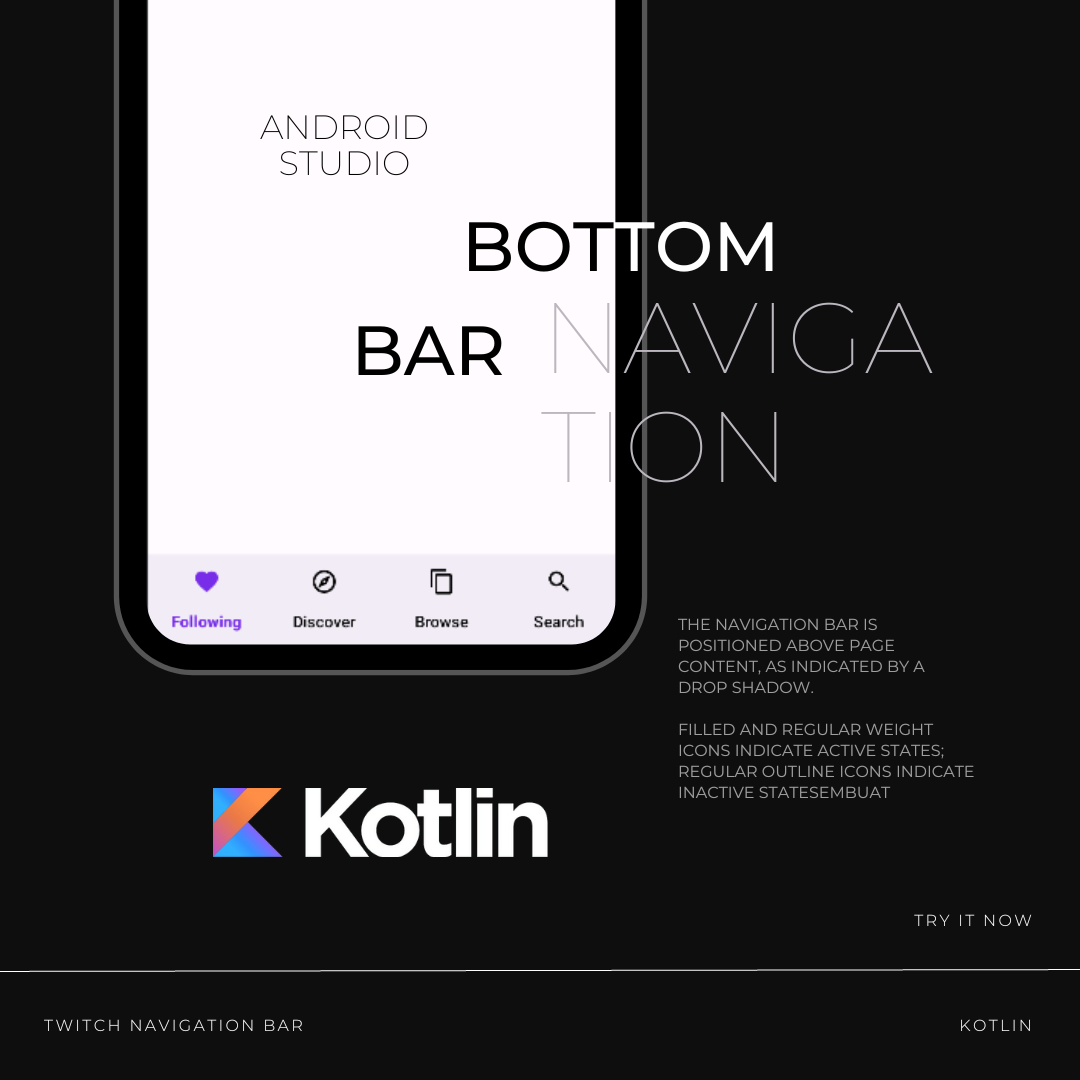 ANDROID
STUDIO
BOTTOM
BAR NAVIGA
TION
Following Discover Browse Search
THE NAVIGATION BAR IS
POSITIONED ABOVE PAGE
CONTENT, AS INDICATED BY A
DROP SHADOW.
FILLED AND REGULAR WEIGHT
ICONS INDICATE ACTIVE STATES;
REGULAR OUTLINE ICONS INDICATE
INACTIVE STATESEMBUAT
Kotlin
TRY IT NOW
TWITCH NAVIGATION BAR
KOTLIN